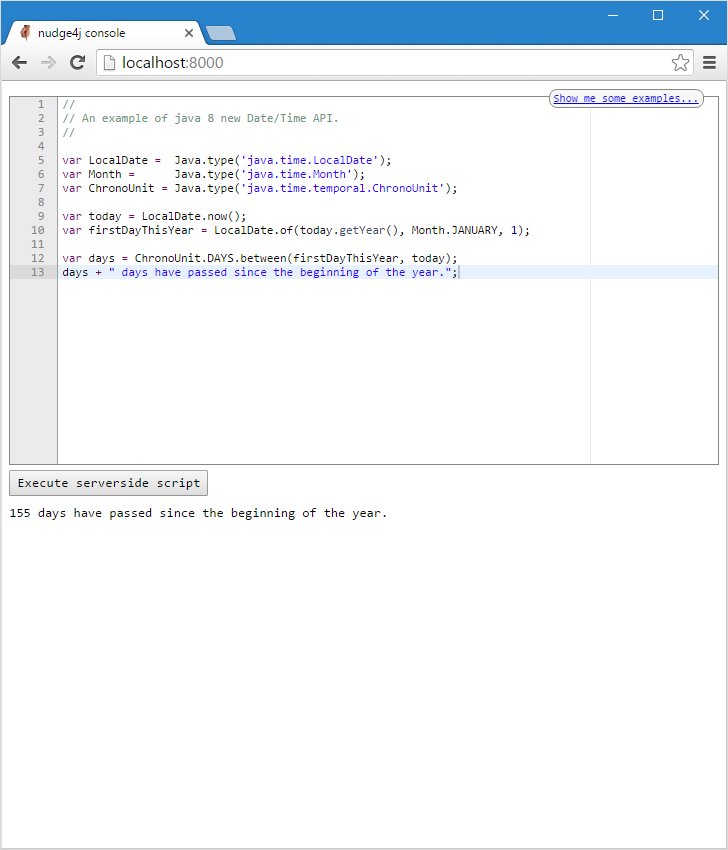 nudge4j console
localhost:8000
Show me some examples...
1 //
2 // An example of java 8 new Date/Time API.
3 //
4
5 var LocalDate =  Java.type('java.time.LocalDate');
6 var Month =      Java.type('java.time.Month');
7 var ChronoUnit = Java.type('java.time.temporal.ChronoUnit');
8
9 var today = LocalDate.now();
10 var firstDayThisYear = LocalDate.of(today.getYear(), Month.JANUARY, 1);
11
12 var days = ChronoUnit.DAYS.between(firstDayThisYear, today);
13 days + " days have passed since the beginning of the year.";
Execute serverside script
155 days have passed since the beginning of the year.